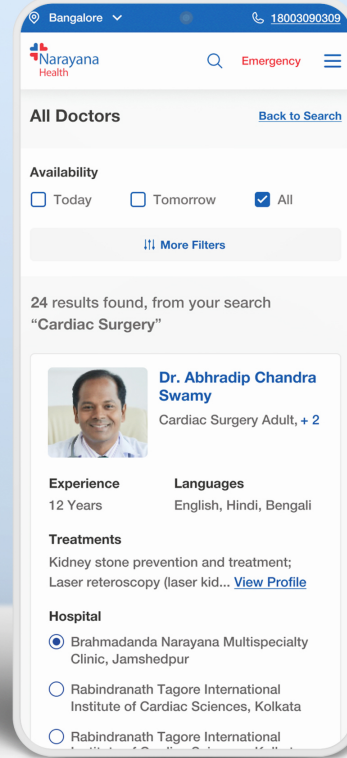 Bangalore
18003090309
Narayana
Health
Emergency
All Doctors
Back to Search
Availability
Today
Tomorrow
All
More Filters
24 results found, from your search
“Cardiac Surgery”
Dr. Abhradip Chandra
Swamy
Cardiac Surgery Adult, + 2
Experience
Languages
12 Years
English, Hindi, Bengali
Treatments
Kidney stone prevention and treatment;
Laser reteroscopy (laser kid... View Profile
Hospital
Brahmadanda Narayana Multispecialty
Clinic, Jamshedpur
Rabindranath Tagore International
Institute of Cardiac Sciences, Kolkata
Rabindranath Tagore International